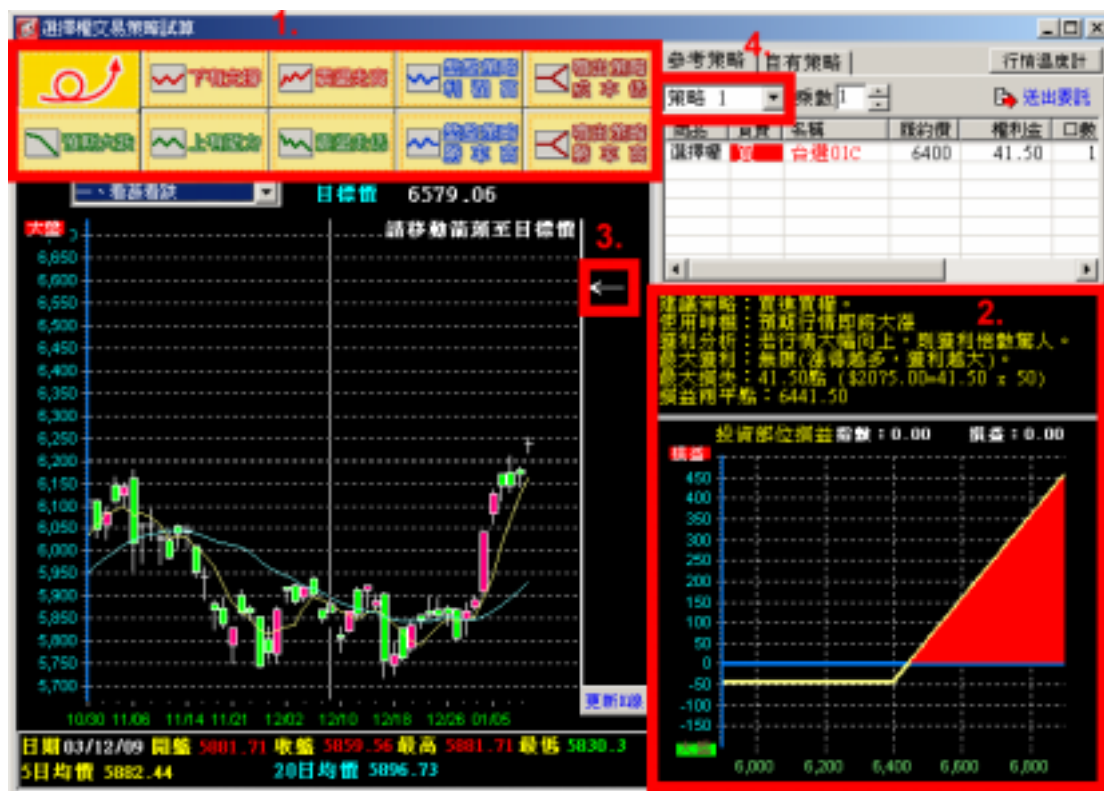 選擇權交易策略試算
1.
4.
參考策略
自有策略
行情溫度計
下檔支撐
策略 1
乘數 1
送出委託
預期大跌
上檔壓力
商品
買賣
名稱
履約價
權利金
口數
選擇權
買
台選01C
6400
41.50
1
一、看漲看跌
目標價
6579.06
大盤
請移動箭頭至目標價
3.
6,650
6,600
6,550
6,500
6,450
6,400
6,350
6,300
6,250
6,200
6,150
6,100
6,050
6,000
5,950
5,900
5,850
5,800
5,750
5,700
10/30 11/06 11/14 11/21 12/02 12/10 12/18 12/26 01/05
更新K線
日期 03/12/09 開盤 5881.71 收盤 5859.56 最高 5881.71 最低 5830.3
5日均價 5882.44 20日均價 5896.73
2.
建議策略：買進買權。
使用時機：預期行情即將大漲
獲利分析：若行情大幅向上，則獲利倍數驚人。
最大獲利：無限(漲得越多，獲利越大)。
最大損失：41.50點 ($2075.00=41.50 x 50)
損益兩平點：6441.50
投資部位損益 指數：0.00 損益：0.00
損益
450
400
350
300
250
200
150
100
50
0
-50
-100
-150
6,000 6,200 6,400 6,600 6,800